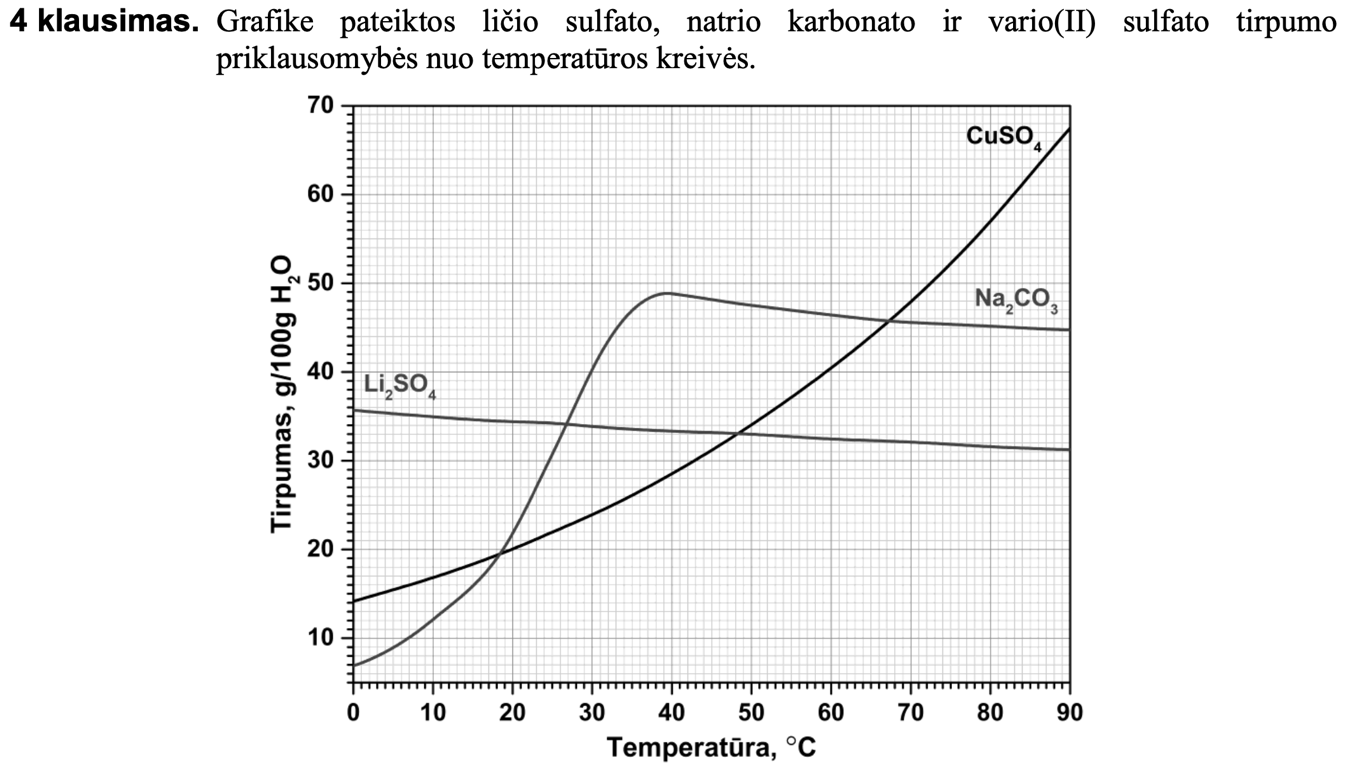 4 klausimas. Grafike pateiktos ličio sulfato, natrio karbonato ir vario(II) sulfato tirpumo
priklausomybės nuo temperatūros kreivės.
70
CuSO₄
60
50
Na₂CO₃
40
Li₂SO₄
30
20
10
Tirpumas, g/100g H₂O
0 10 20 30 40 50 60 70 80 90
Temperatūra, °C